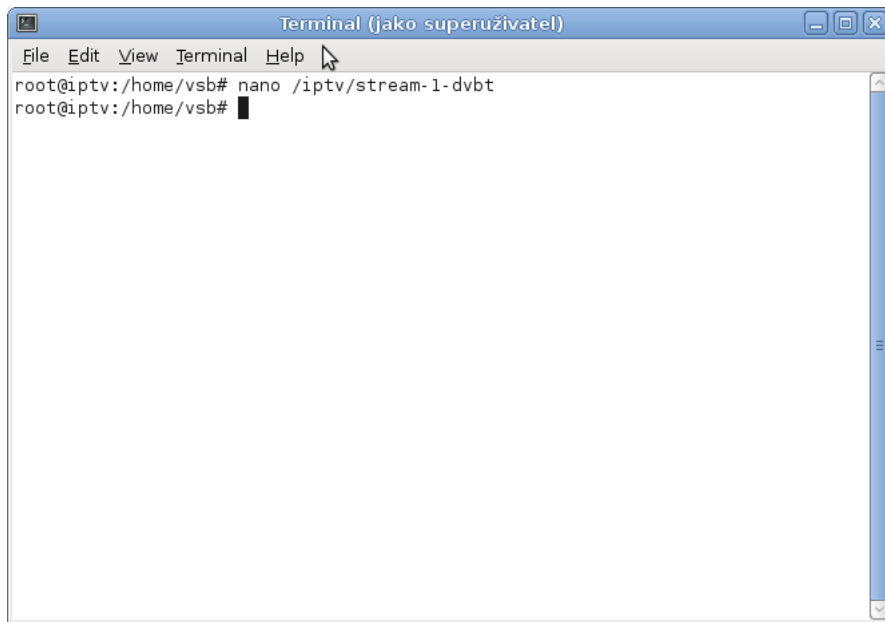 Terminal (jako superuživatel)
File Edit View Terminal Help
root@iptv:/home/vsb# nano /iptv/stream-1-dvbt
root@iptv:/home/vsb#